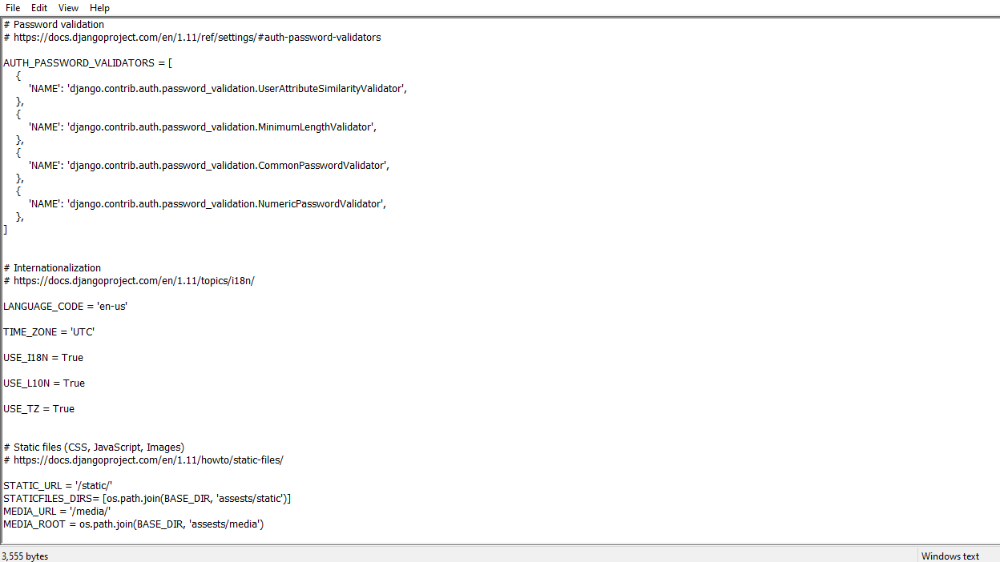 File Edit View Help
# Password validation
# https://docs.djangoproject.com/en/1.11/ref/settings/#auth-password-validators
AUTH_PASSWORD_VALIDATORS = [
{
'NAME': 'django.contrib.auth.password_validation.UserAttributeSimilarityValidator',
},
{
'NAME': 'django.contrib.auth.password_validation.MinimumLengthValidator',
},
{
'NAME': 'django.contrib.auth.password_validation.CommonPasswordValidator',
},
{
'NAME': 'django.contrib.auth.password_validation.NumericPasswordValidator',
},
]
# Internationalization
# https://docs.djangoproject.com/en/1.11/topics/i18n/
LANGUAGE_CODE = 'en-us'
TIME_ZONE = 'UTC'
USE_I18N = True
USE_L10N = True
USE_TZ = True
# Static files (CSS, JavaScript, Images)
# https://docs.djangoproject.com/en/1.11/howto/static-files/
STATIC_URL = '/static/'
STATICFILES_DIRS= [os.path.join(BASE_DIR, 'assests/static')]
MEDIA_URL = '/media/'
MEDIA_ROOT = os.path.join(BASE_DIR, 'assests/media')
3,555 bytes Windows text